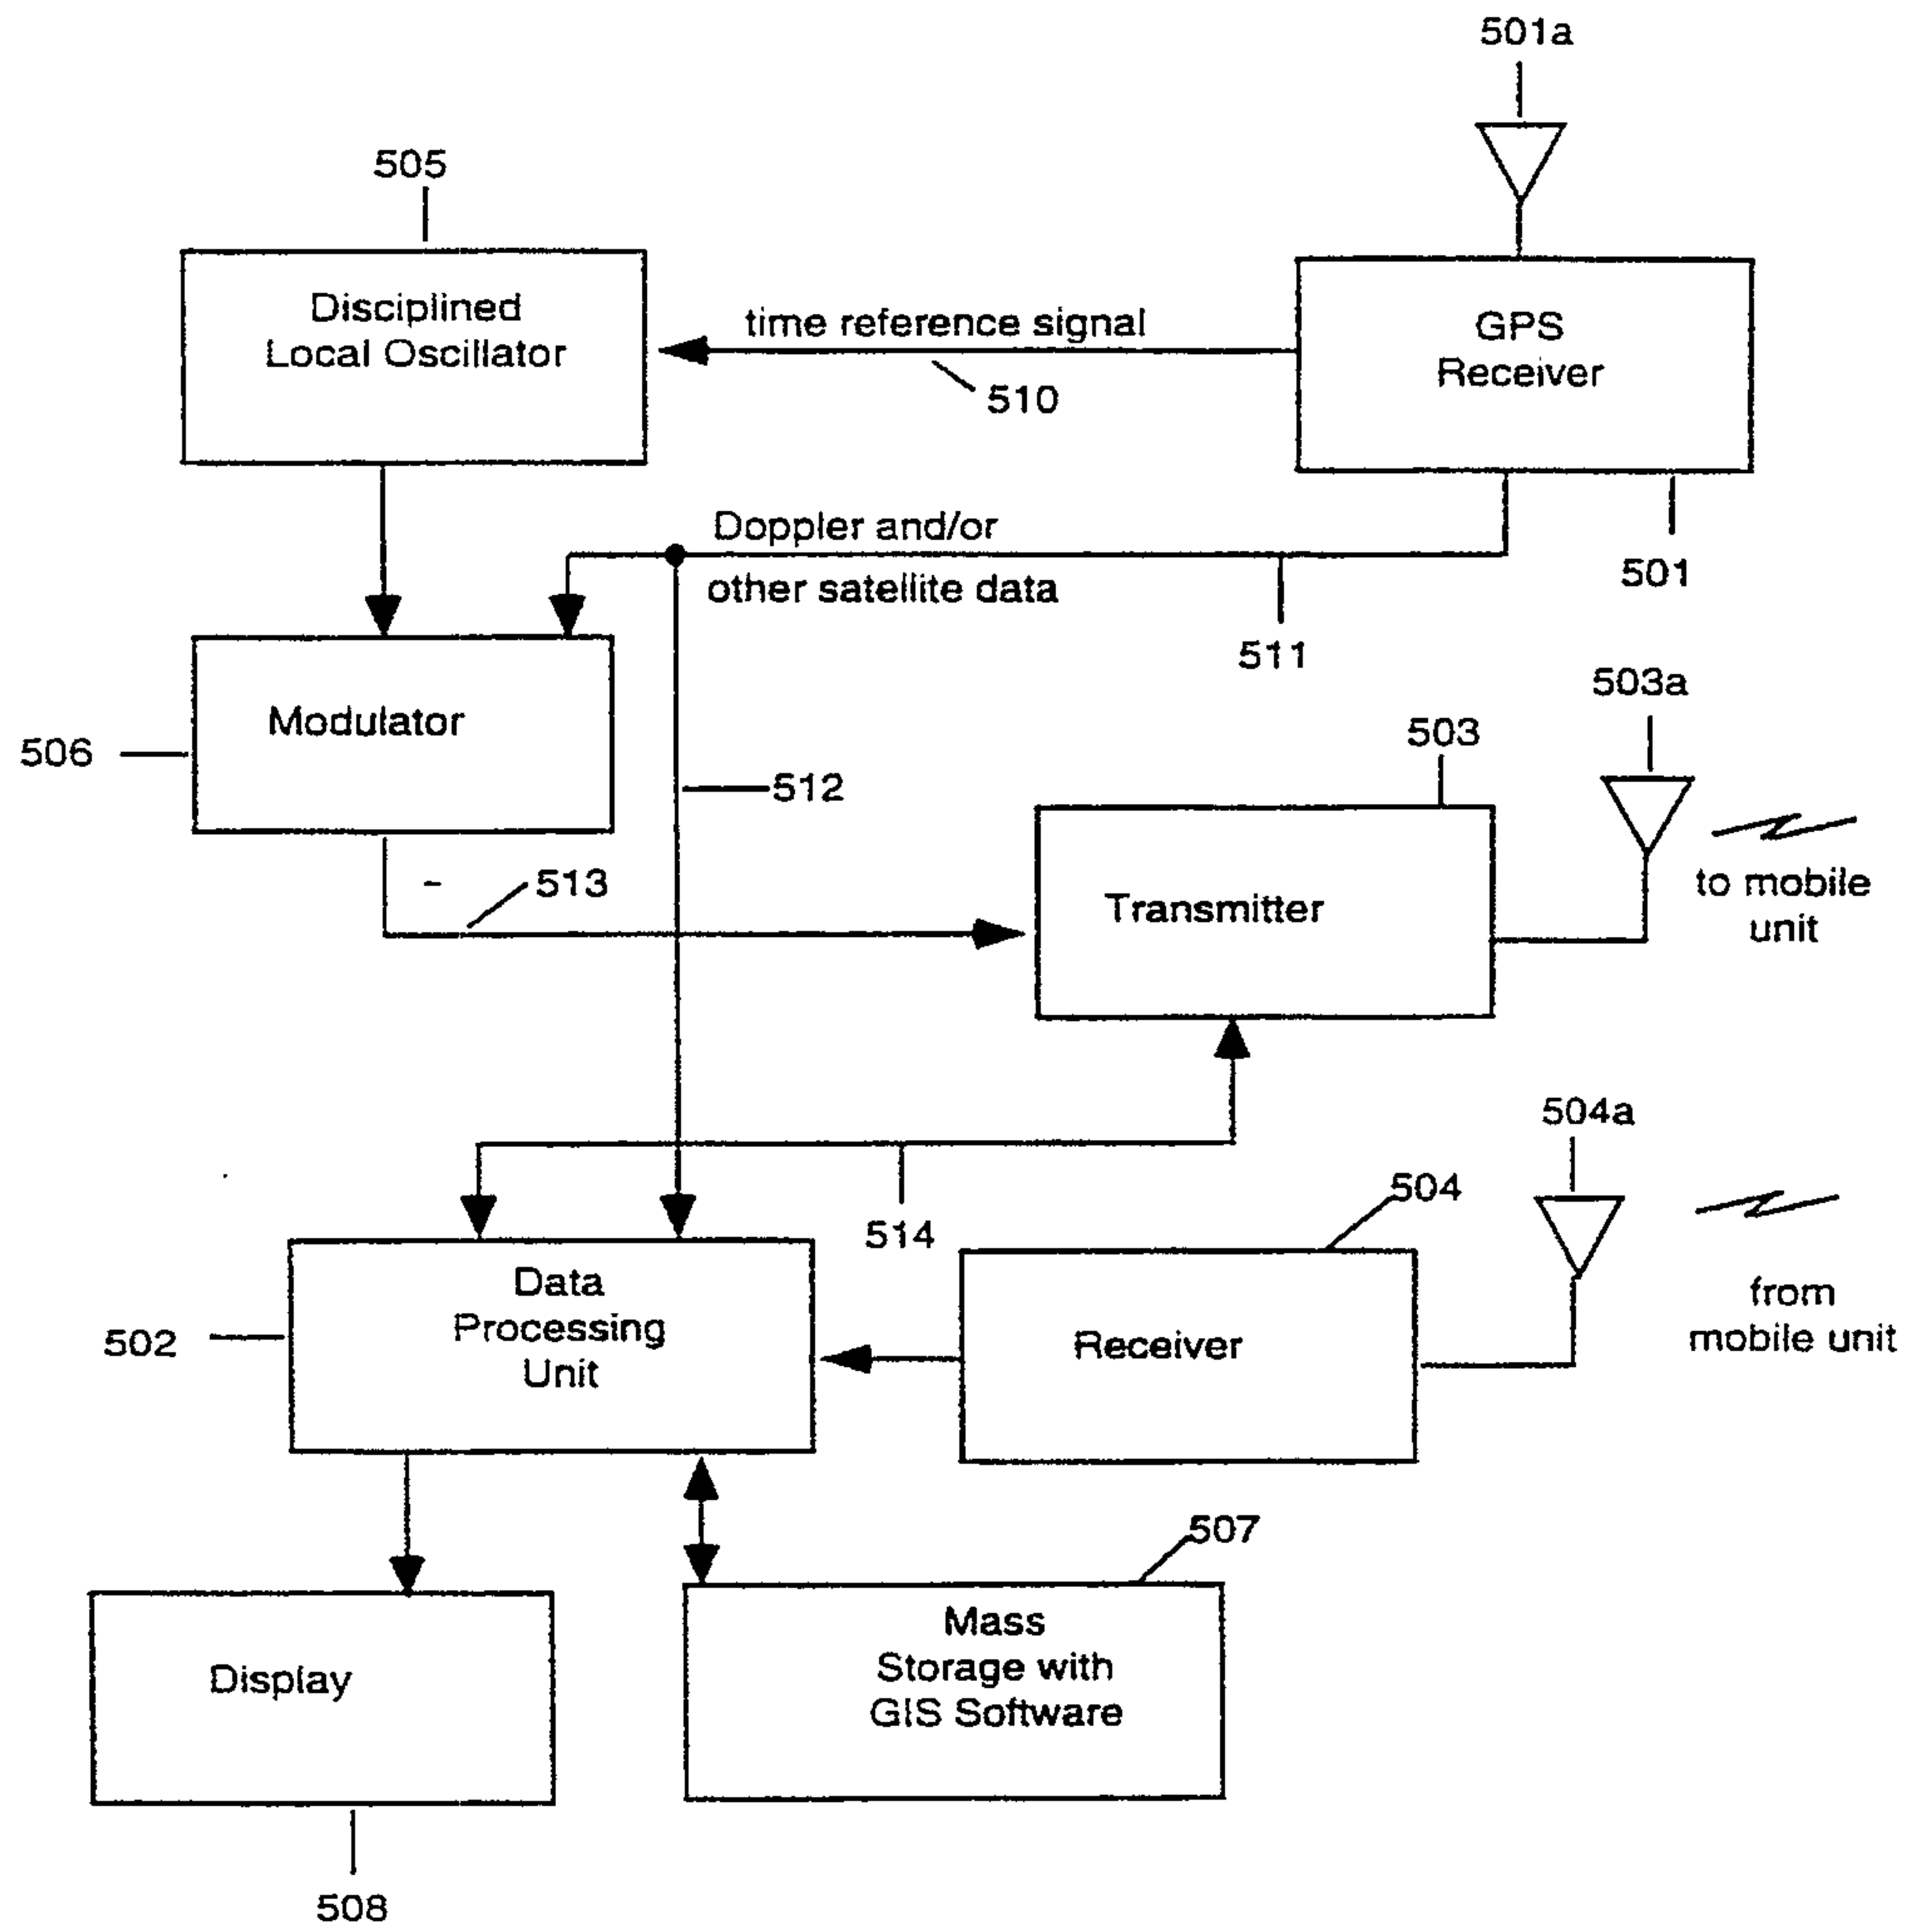 501a
505
Disciplined
Local Oscillator
time reference signal
510
GPS
Receiver
501
Doppler and/or
other satellite data
511
Modulator
506
512
513
503a
503
Transmitter
to mobile
unit
514
504a
504
Data
Processing
Unit
502
Receiver
from
mobile unit
507
Display
Mass
Storage with
GIS Software
508